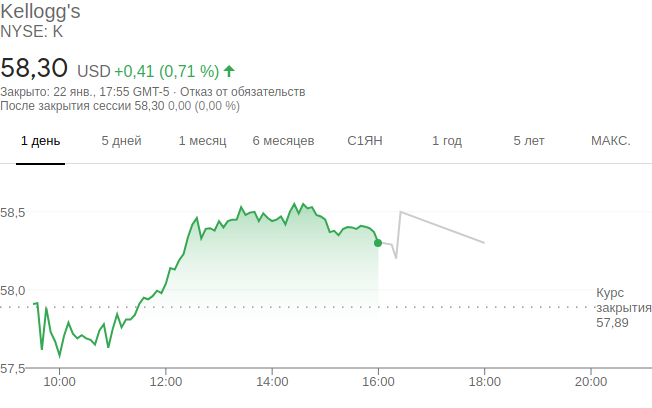 Kellogg's
NYSE: K
58,30 USD +0,41 (0,71 %)
Закрыто: 22 янв., 17:55 GMT-5 · Отказ от обязательств
После закрытия сессии 58,30 0,00 (0,00 %)
1 день 5 дней 1 месяц 6 месяцев С1ЯН 1 год 5 лет МАКС.
58,5
58,0
Курс
закрытия
57,89
57,5
10:00 12:00 14:00 16:00 18:00 20:00